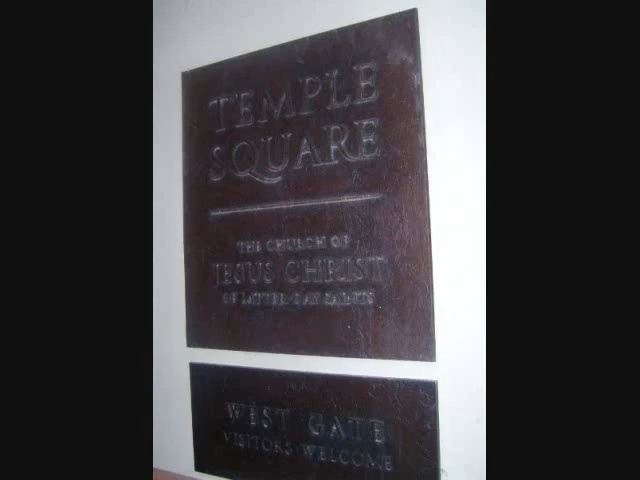 TEMPLE
SQUARE
THE CHURCH OF
JESUS CHRIST
OF LATTER-DAY SAINTS
WEST GATE
VISITORS WELCOME